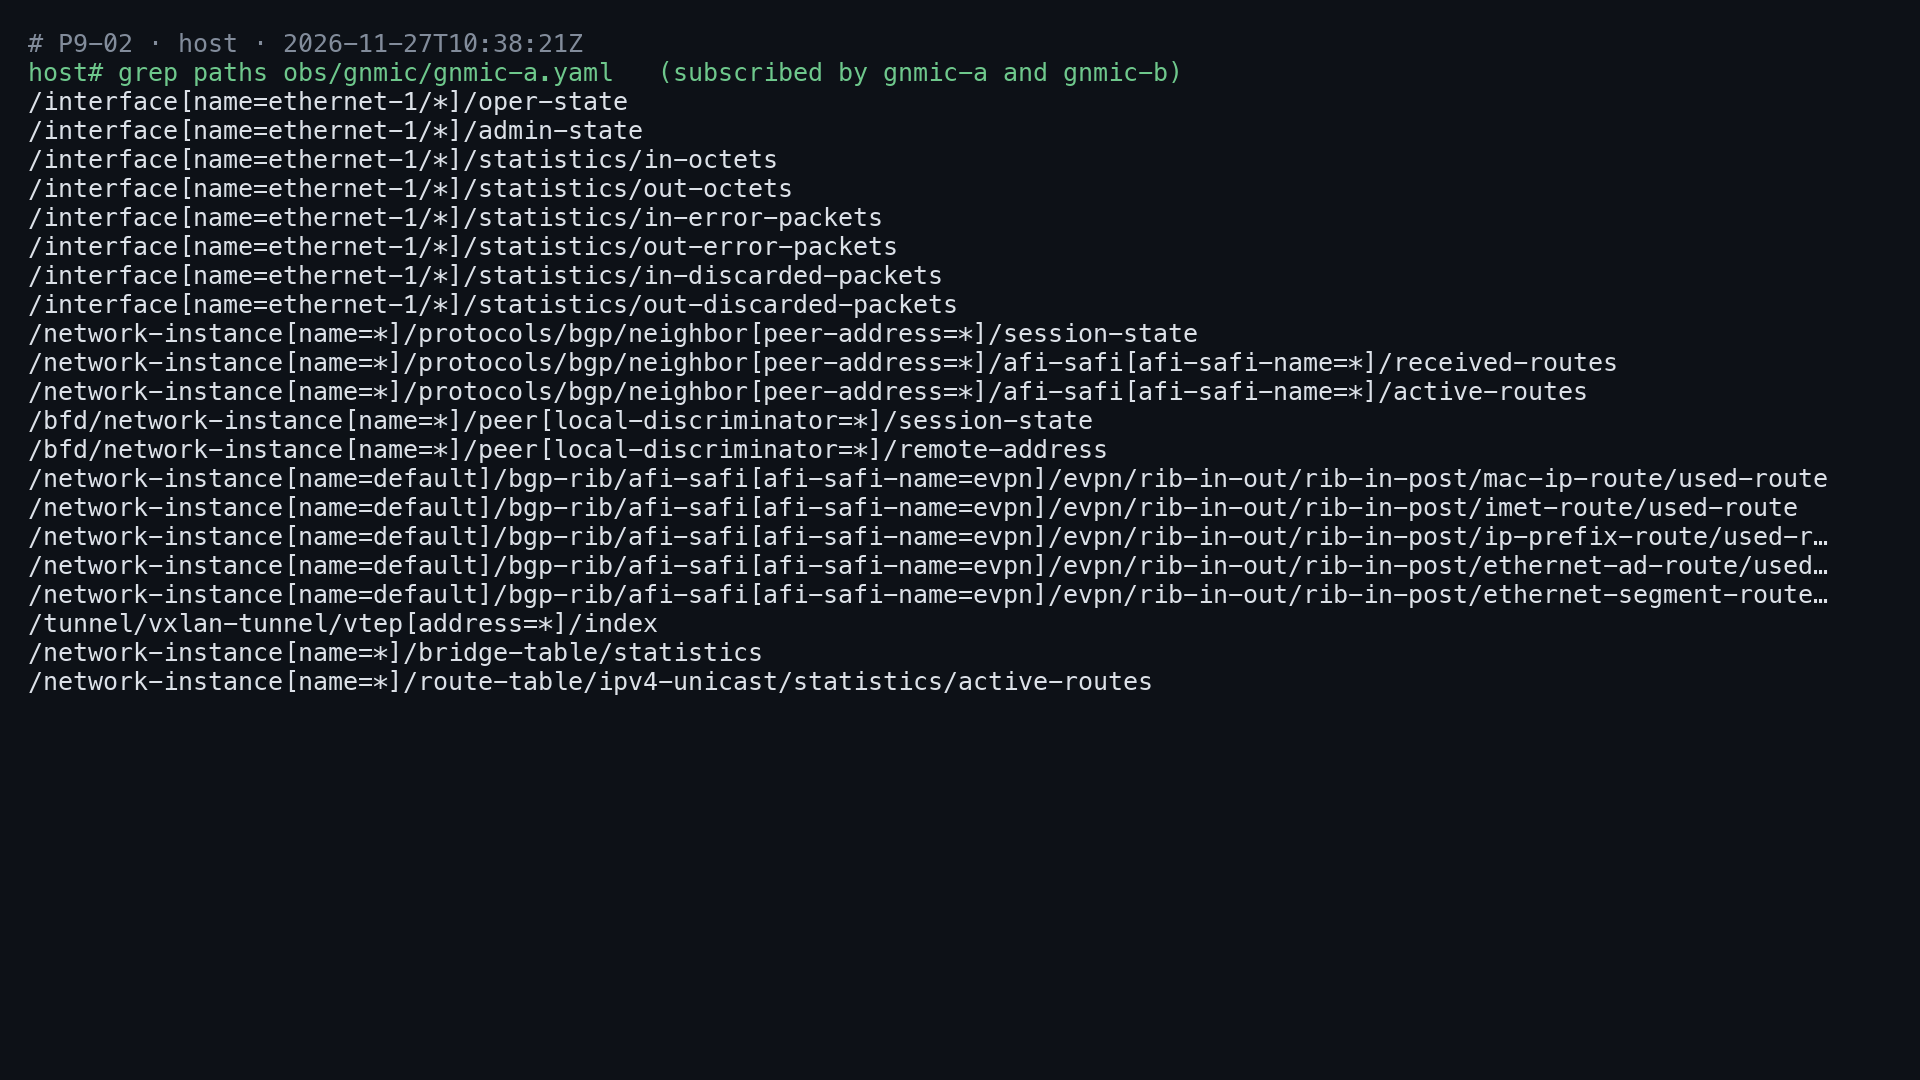 # P9-02 · host · 2026-11-27T10:38:21Z
host# grep paths obs/gnmic/gnmic-a.yaml   (subscribed by gnmic-a and gnmic-b)
/interface[name=ethernet-1/*]/oper-state
/interface[name=ethernet-1/*]/admin-state
/interface[name=ethernet-1/*]/statistics/in-octets
/interface[name=ethernet-1/*]/statistics/out-octets
/interface[name=ethernet-1/*]/statistics/in-error-packets
/interface[name=ethernet-1/*]/statistics/out-error-packets
/interface[name=ethernet-1/*]/statistics/in-discarded-packets
/interface[name=ethernet-1/*]/statistics/out-discarded-packets
/network-instance[name=*]/protocols/bgp/neighbor[peer-address=*]/session-state
/network-instance[name=*]/protocols/bgp/neighbor[peer-address=*]/afi-safi[afi-safi-name=*]/received-routes
/network-instance[name=*]/protocols/bgp/neighbor[peer-address=*]/afi-safi[afi-safi-name=*]/active-routes
/bfd/network-instance[name=*]/peer[local-discriminator=*]/session-state
/bfd/network-instance[name=*]/peer[local-discriminator=*]/remote-address
/network-instance[name=default]/bgp-rib/afi-safi[afi-safi-name=evpn]/evpn/rib-in-out/rib-in-post/mac-ip-route/used-route
/network-instance[name=default]/bgp-rib/afi-safi[afi-safi-name=evpn]/evpn/rib-in-out/rib-in-post/imet-route/used-route
/network-instance[name=default]/bgp-rib/afi-safi[afi-safi-name=evpn]/evpn/rib-in-out/rib-in-post/ip-prefix-route/used-r…
/network-instance[name=default]/bgp-rib/afi-safi[afi-safi-name=evpn]/evpn/rib-in-out/rib-in-post/ethernet-ad-route/used…
/network-instance[name=default]/bgp-rib/afi-safi[afi-safi-name=evpn]/evpn/rib-in-out/rib-in-post/ethernet-segment-route…
/tunnel/vxlan-tunnel/vtep[address=*]/index
/network-instance[name=*]/bridge-table/statistics
/network-instance[name=*]/route-table/ipv4-unicast/statistics/active-routes